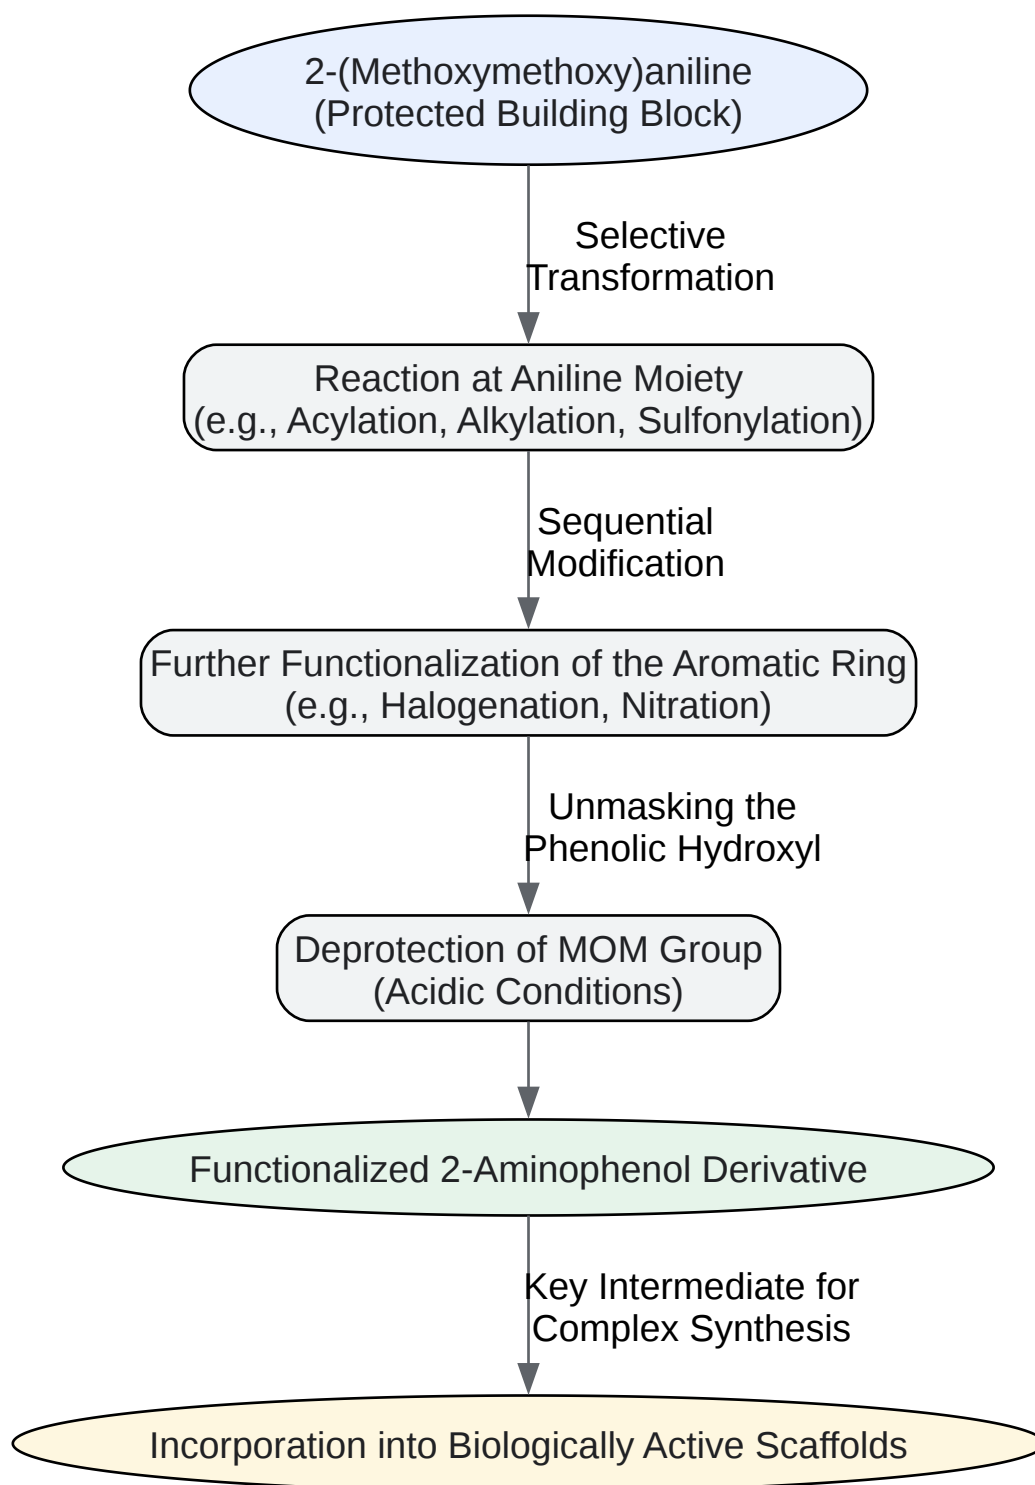 2-(Methoxymethoxy)aniline
(Protected Building Block)
Selective
Transformation
Reaction at Aniline Moiety
(e.g., Acylation, Alkylation, Sulfonylation)
Sequential
Modification
Further Functionalization of the Aromatic Ring
(e.g., Halogenation, Nitration)
Unmasking the
Phenolic Hydroxyl
Deprotection of MOM Group
(Acidic Conditions)
Functionalized 2-Aminophenol Derivative
Key Intermediate for
Complex Synthesis
Incorporation into Biologically Active Scaffolds